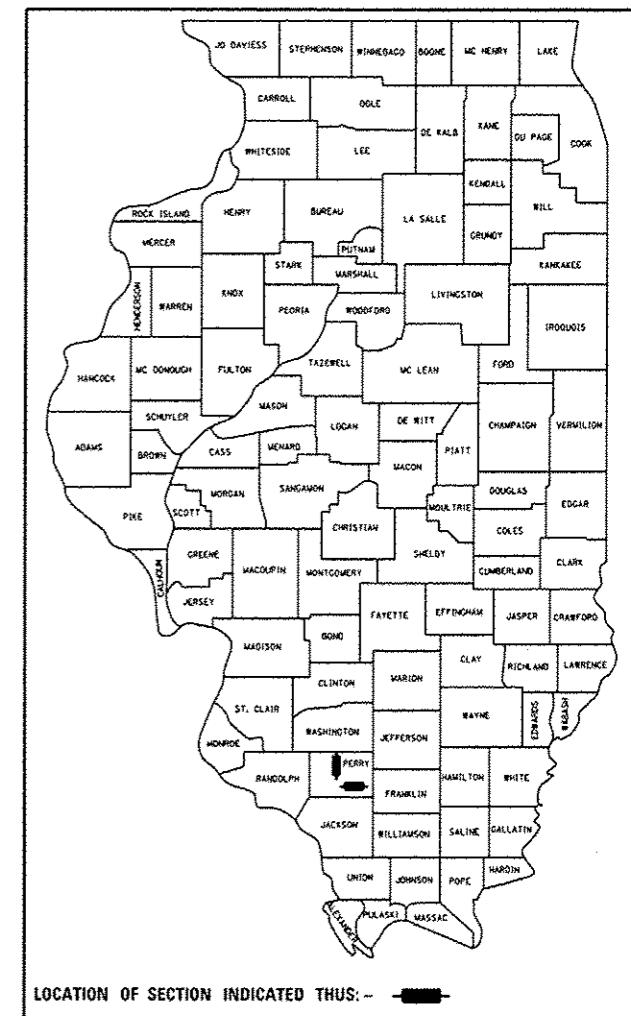 JO DAVIESS STEPHENSON WINNEBAGO BOONE MC HENRY LAKE
CARROLL OGLE DE KALB KANE DU PAGE COOK
WHITESIDE LEE KENDALL WILL
ROCK ISLAND HENRY BUREAU LA SALLE GRUNDY
MERCER STARK PUTNAM MARSHALL KANKAKEE
HENDERSON WARREN KNOX PEORIA WOODFORD LIVINGSTON IROQUOIS
HANCOCK MC DONOUGH FULTON TAZEWELL MC LEAN FORD
SCHUYLER MASON LOGAN DE WITT CHAMPAIGN VERMILION
ADAMS BROWN CASS MENARD MACON PIATT
PIKE SCOTT MORGAN SANGAMON CHRISTIAN MOULTRIE DOUGLAS EDGAR
COLES
CALHOUN GREENE MACOUPIN MONTGOMERY SHELBY CUMBERLAND CLARK
JERSEY FAYETTE EFFINGHAM JASPER CRAWFORD
MADISON BOND CLAY RICHLAND LAWRENCE
CLINTON MARION
ST. CLAIR WASHINGTON JEFFERSON WAYNE EDWARDS WABASH
MONROE RANDOLPH PERRY HAMILTON WHITE
FRANKLIN
JACKSON WILLIAMSON SALINE GALLATIN
UNION JOHNSON POPE HARDIN
ALEXANDER PULASKI MASSAC
LOCATION OF SECTION INDICATED THUS:-